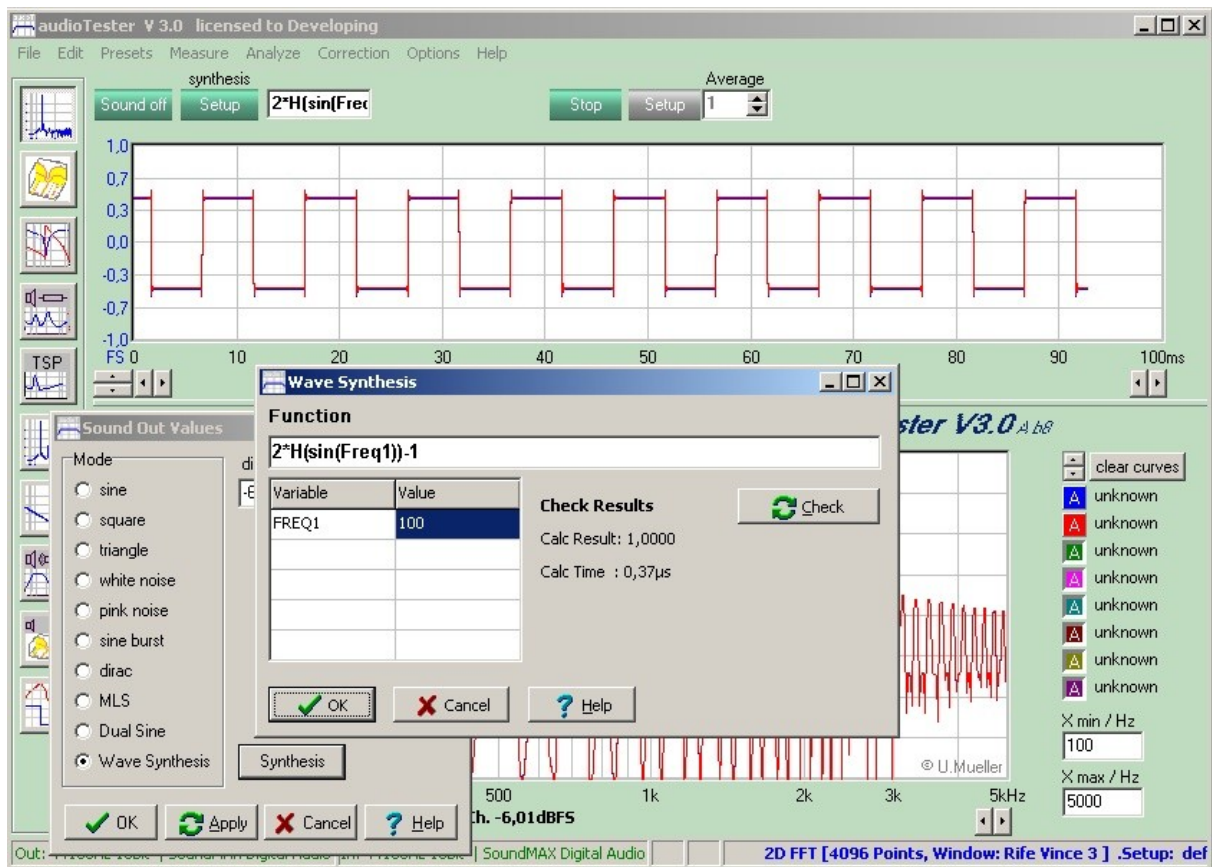 audioTester V 3.0 licensed to Developing
File Edit Presets Measure Analyze Correction Options Help
synthesis
Average
Sound off Setup 2*H(sin(Frec
Stop Setup 1
1,0
0,7
0,3
0,0
-0,3
-0,7
-1,0
FS 0 10 20 30 40 50 60 70 80 90 100ms
TSP
Wave Synthesis
Function
2*H(sin(Freq1))-1
Variable Value
FREQ1 100
Check Results
Calc Result: 1,0000
Calc Time : 0,37µs
Check
OK Cancel Help
Sound Out Values
Mode
sine
square
triangle
white noise
pink noise
sine burst
dirac
MLS
Dual Sine
Wave Synthesis
Synthesis
OK Apply Cancel Help
V3.0 A b8
clear curves
A unknown
A unknown
A unknown
A unknown
A unknown
A unknown
A unknown
A unknown
X min / Hz
100
X max / Hz
5000
© U.Mueller
500 1k 2k 3k 5kHz
-6,01dBFS
Out:
SoundMAX Digital Audio
2D FFT [4096 Points, Window: Rife Vince 3 ] .Setup: def